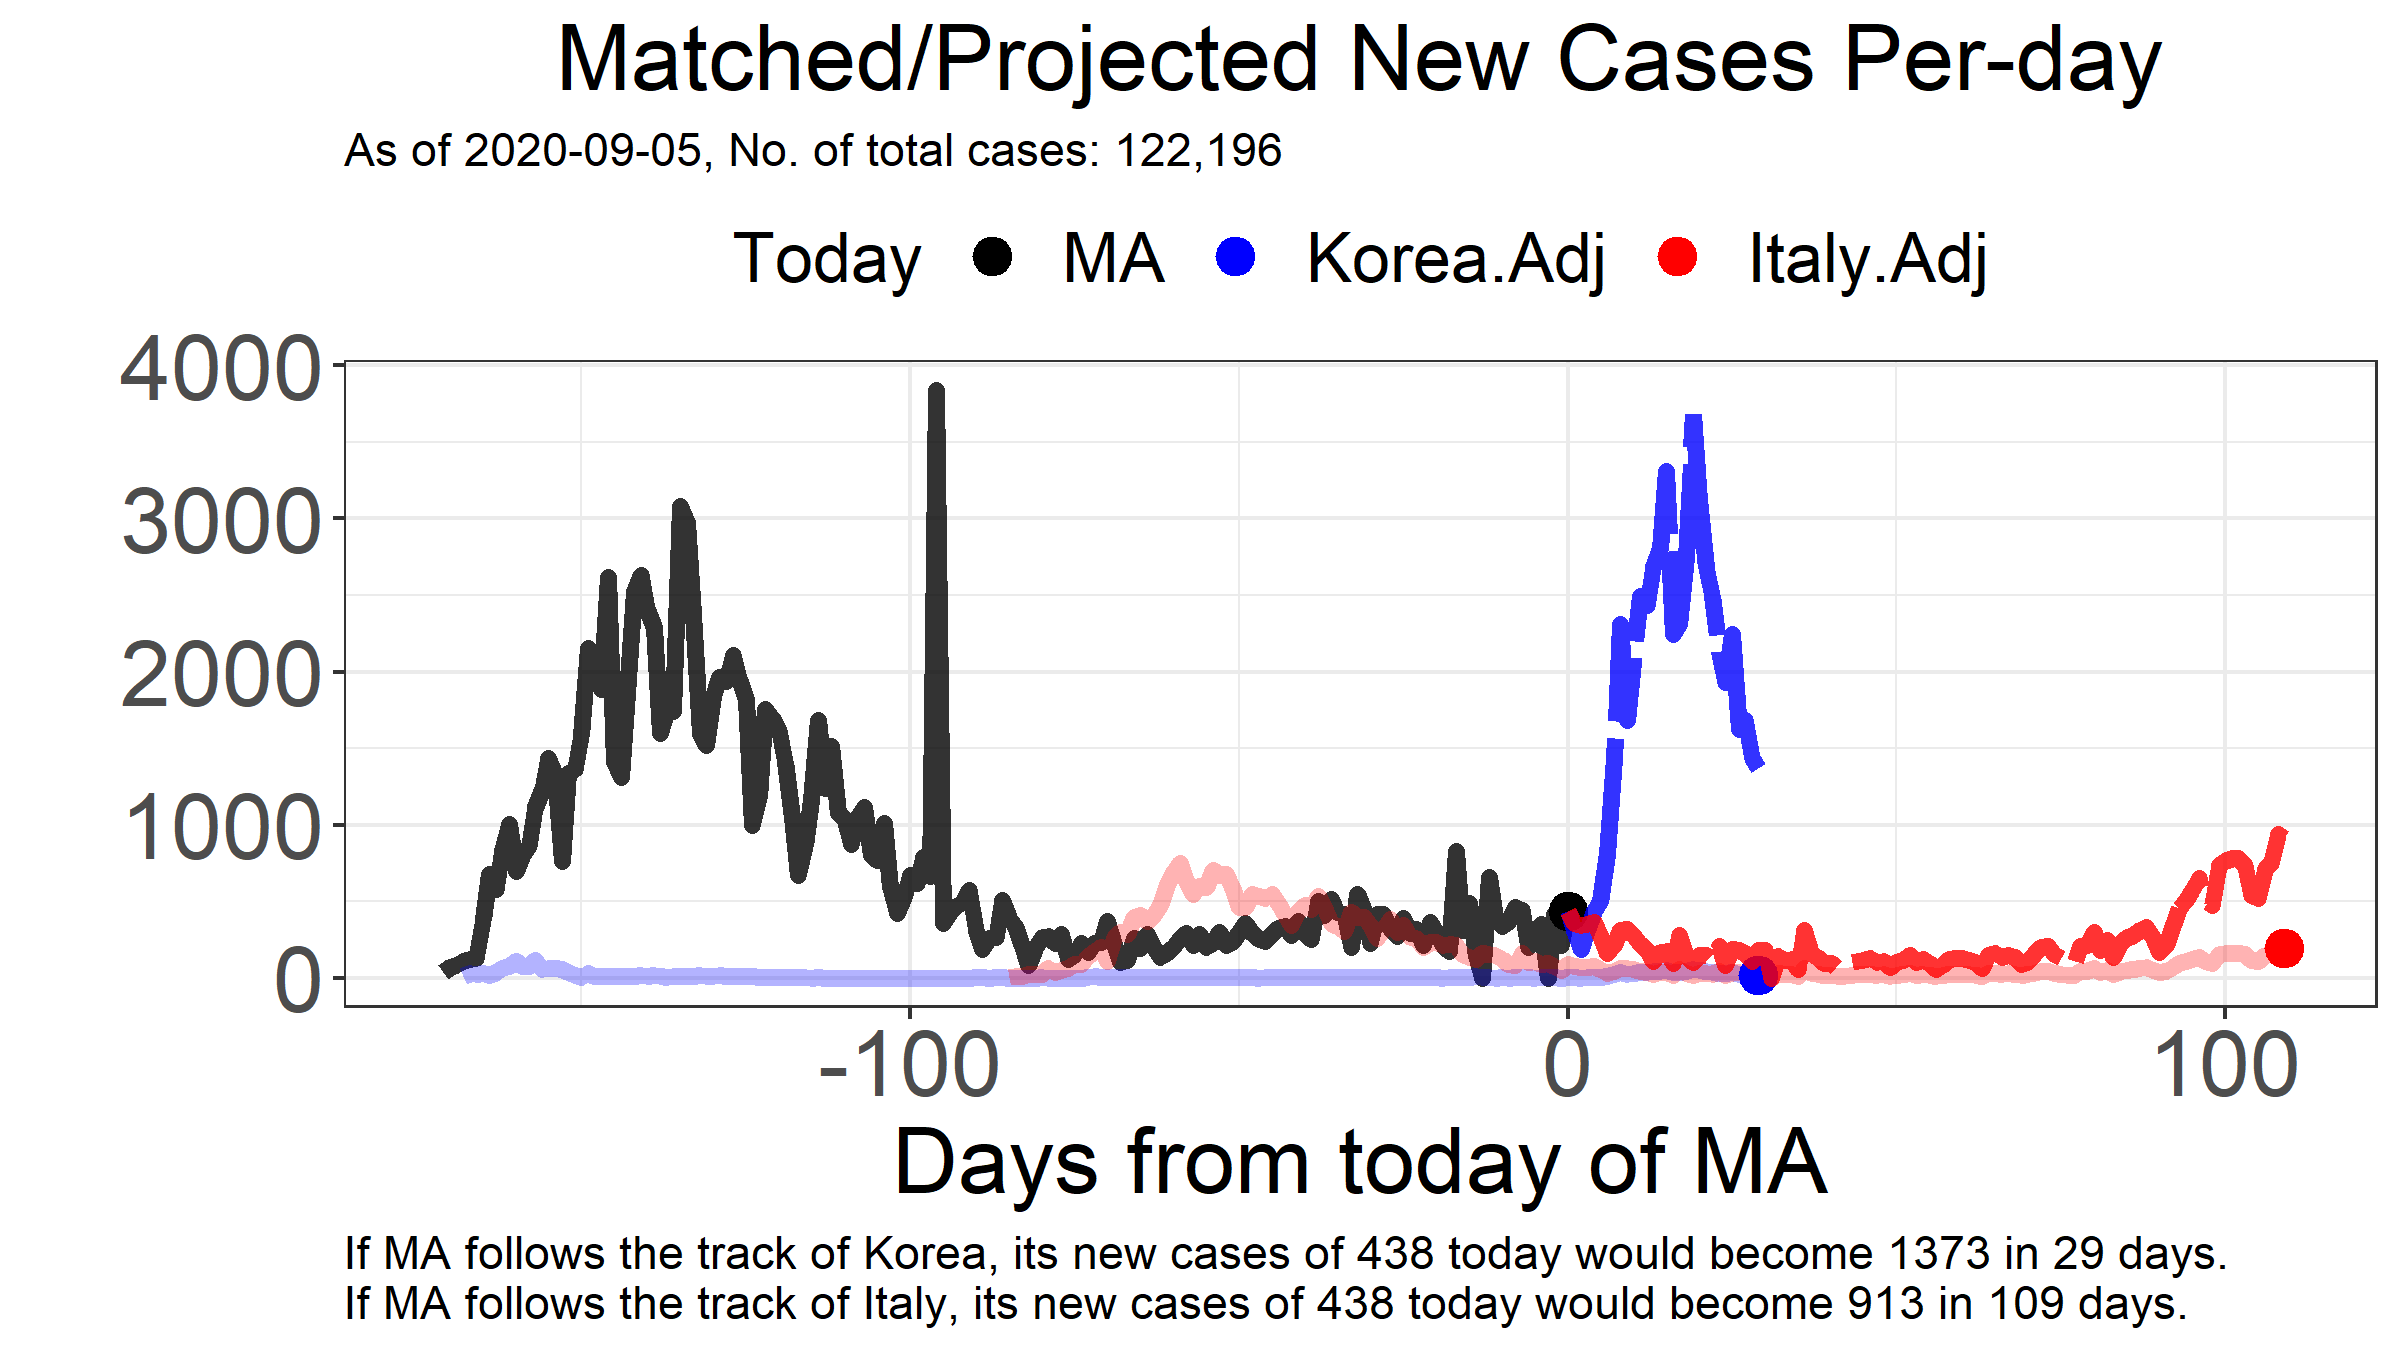 Matched/Projected New Cases Per-day
As of 2020-09-05, No. of total cases: 122,196
Today MA Korea.Adj Italy.Adj
4000
3000
2000
1000
0
-100 0 100
Days from today of MA
If MA follows the track of Korea, its new cases of 438 today would become 1373 in 29 days.
If MA follows the track of Italy, its new cases of 438 today would become 913 in 109 days.